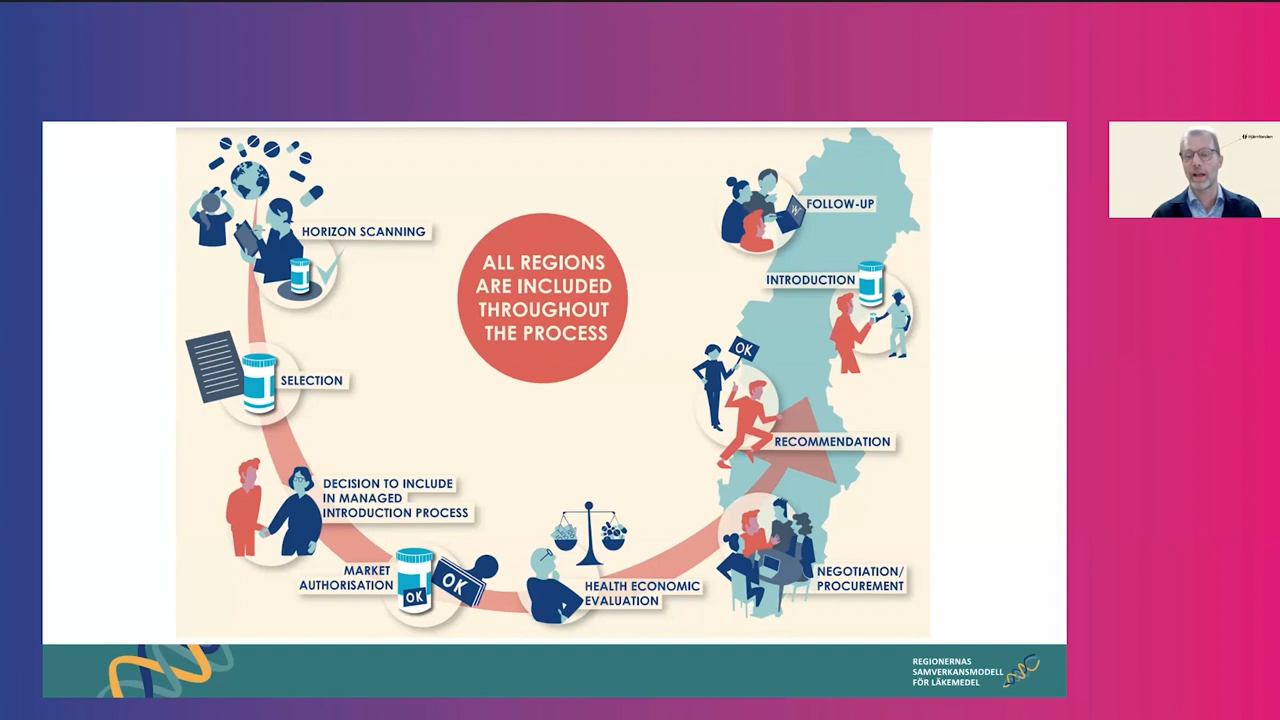 HORIZON SCANNING
SELECTION
DECISION TO INCLUDE
IN MANAGED
INTRODUCTION PROCESS
MARKET
AUTHORISATION
OK
OK
HEALTH ECONOMIC
EVALUATION
NEGOTIATION/
PROCUREMENT
RECOMMENDATION
OK
INTRODUCTION
FOLLOW-UP
ALL REGIONS
ARE INCLUDED
THROUGHOUT
THE PROCESS
REGIONERNAS
SAMVERKANSMODELL
FÖR LÄKEMEDEL
Hjärnfonden